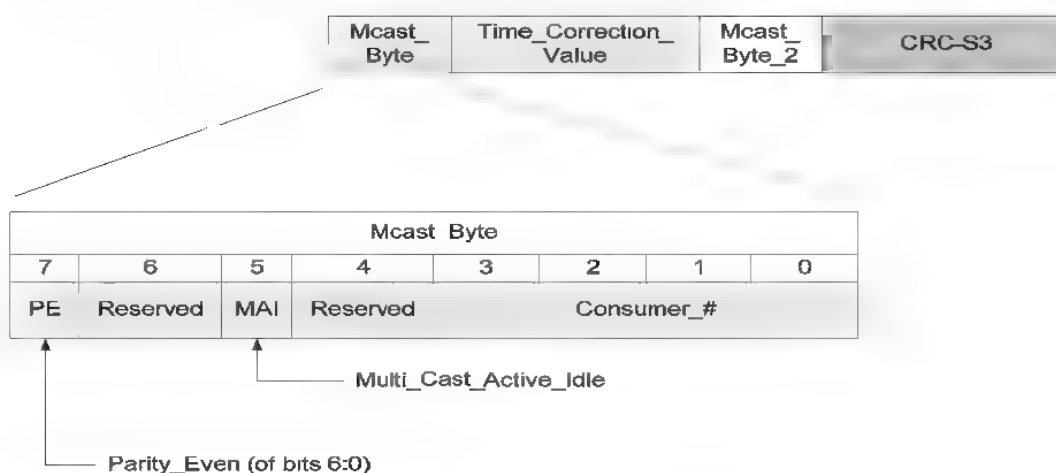 Mcast_ Byte
Time_Correction_ Value
Mcast_ Byte_2
CRC-S3
Mcast Byte
7 6 5 4 3 2 1 0
PE Reserved MAI Reserved Consumer_#
Multi_Cast_Active_Idle
Parity_Even (of bits 6:0)